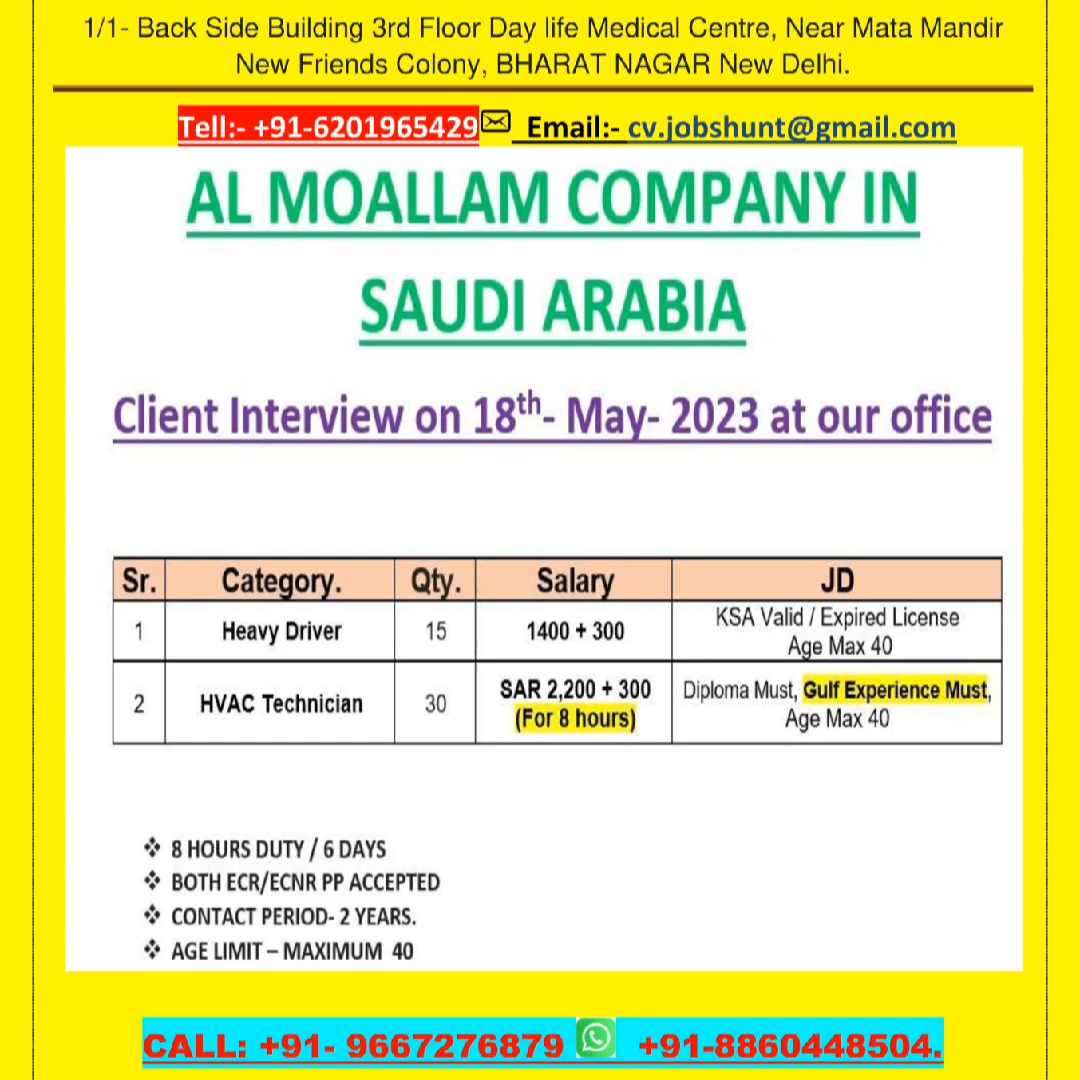 1/1- Back Side Building 3rd Floor Day life Medical Centre, Near Mata Mandir
New Friends Colony, BHARAT NAGAR New Delhi.
Tell:- +91-6201965429 Email:- cv.jobshunt@gmail.com
AL MOALLAM COMPANY IN
SAUDI ARABIA
Client Interview on 18th- May- 2023 at our office
Sr. Category. Qty. Salary JD
1 Heavy Driver 15 1400 + 300 KSA Valid / Expired License
Age Max 40
2 HVAC Technician 30 SAR 2,200 + 300 Diploma Must, Gulf Experience Must,
(For 8 hours) Age Max 40
❖ 8 HOURS DUTY / 6 DAYS
❖ BOTH ECR/ECNR PP ACCEPTED
❖ CONTACT PERIOD- 2 YEARS.
❖ AGE LIMIT – MAXIMUM 40
CALL: +91- 9667276879 +91-8860448504.